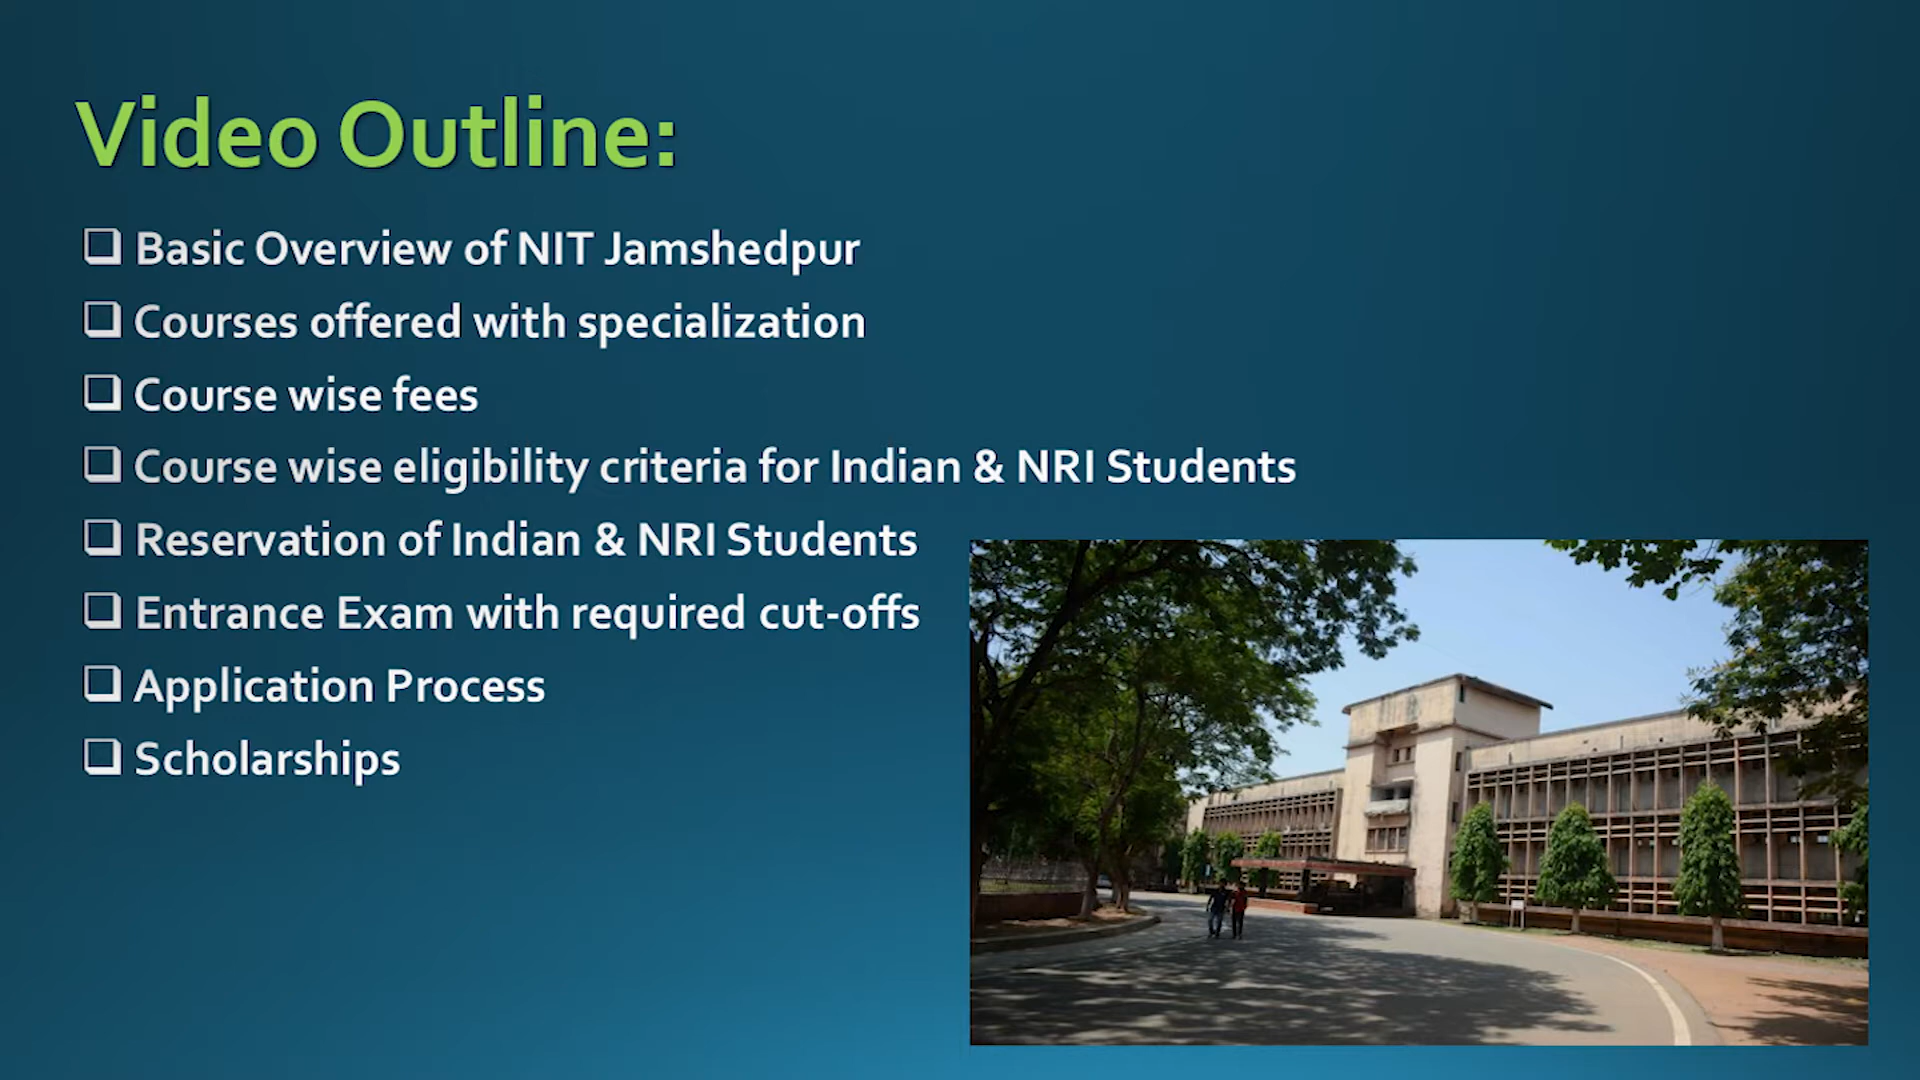 Video Outline:
Basic Overview of NIT Jamshedpur
Courses offered with specialization
Course wise fees
Course wise eligibility criteria for Indian & NRI Students
Reservation of Indian & NRI Students
Entrance Exam with required cut-offs
Application Process
Scholarships